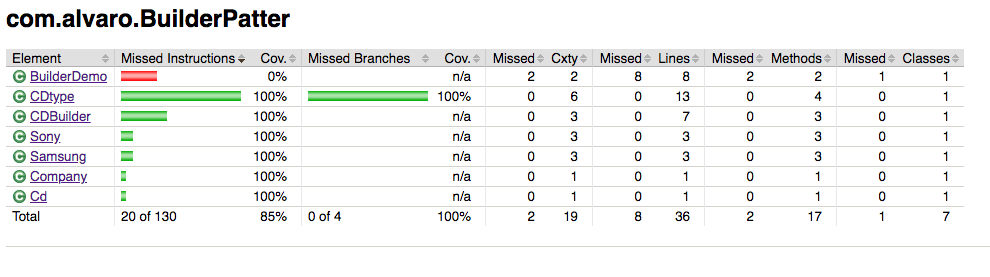 com.alvaro.BuilderPatter
Element Missed Instructions Cov. Missed Branches Cov. Missed Cxty Missed Lines Missed Methods Missed Classes
C BuilderDemo 0% n/a 2 2 8 8 2 2 1 1
C CDtype 100% 100% 0 6 0 13 0 4 0 1
C CDBuilder 100% n/a 0 3 0 7 0 3 0 1
C Sony 100% n/a 0 3 0 3 0 3 0 1
C Samsung 100% n/a 0 3 0 3 0 3 0 1
C Company 100% n/a 0 1 0 1 0 1 0 1
C Cd 100% n/a 0 1 0 1 0 1 0 1
Total 20 of 130 85% 0 of 4 100% 2 19 8 36 2 17 1 7